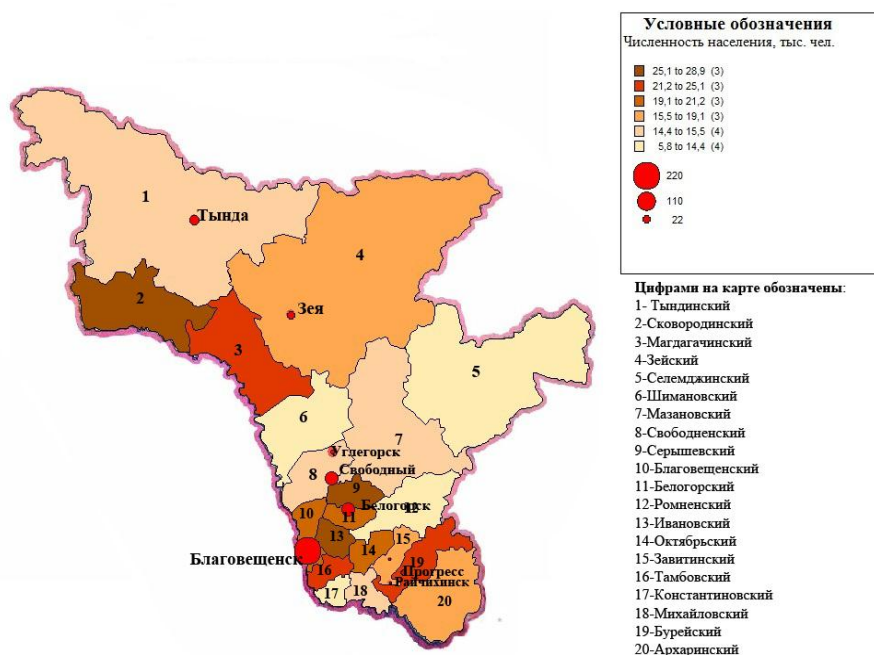 Условные обозначения
Численность населения, тыс. чел.
25,1 to 28,9 (3)
21,2 to 25,1 (3)
19,1 to 21,2 (3)
15,5 to 19,1 (3)
14,4 to 15,5 (4)
5,8 to 14,4 (4)
220
110
22
Цифрами на карте обозначены:
1- Тындинский
2-Сковородинский
3-Магдагачинский
4-Зейский
5-Селемджинский
6-Шимановский
7-Мазановский
8-Свободненский
9-Серышевский
10-Благовещенский
11-Белогорский
12-Ромненский
13-Ивановский
14-Октябрьский
15-Завитинский
16-Тамбовский
17-Константиновский
18-Михайловский
19-Бурейский
20-Архаринский
1
Тында
4
2
Зея
3
5
6
7
Углегорск
8
Свободный
9
Белогорск
12
10
11
13
15
14
Благовещенск
19
16
Прогресс
Райчихинск
17
18
20